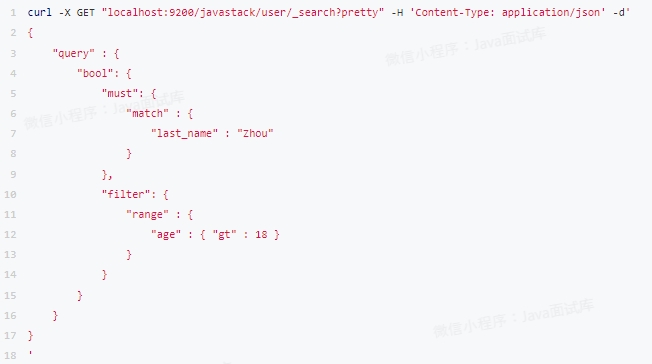 1 curl -X GET "localhost:9200/javastack/user/_search?pretty" -H 'Content-Type: application/json' -d'
2 {
3     "query" : {
4         "bool": {
5             "must": {
6                 "match" : {
7                     "last_name" : "Zhou"
8                 }
9             },
10             "filter": {
11                 "range" : {
12                     "age" : { "gt" : 18 }
13                 }
14             }
15         }
16     }
17 }
18 '
微信小程序：Java面试库
微信小程序：Java面试库
微信小程序：Java面试库